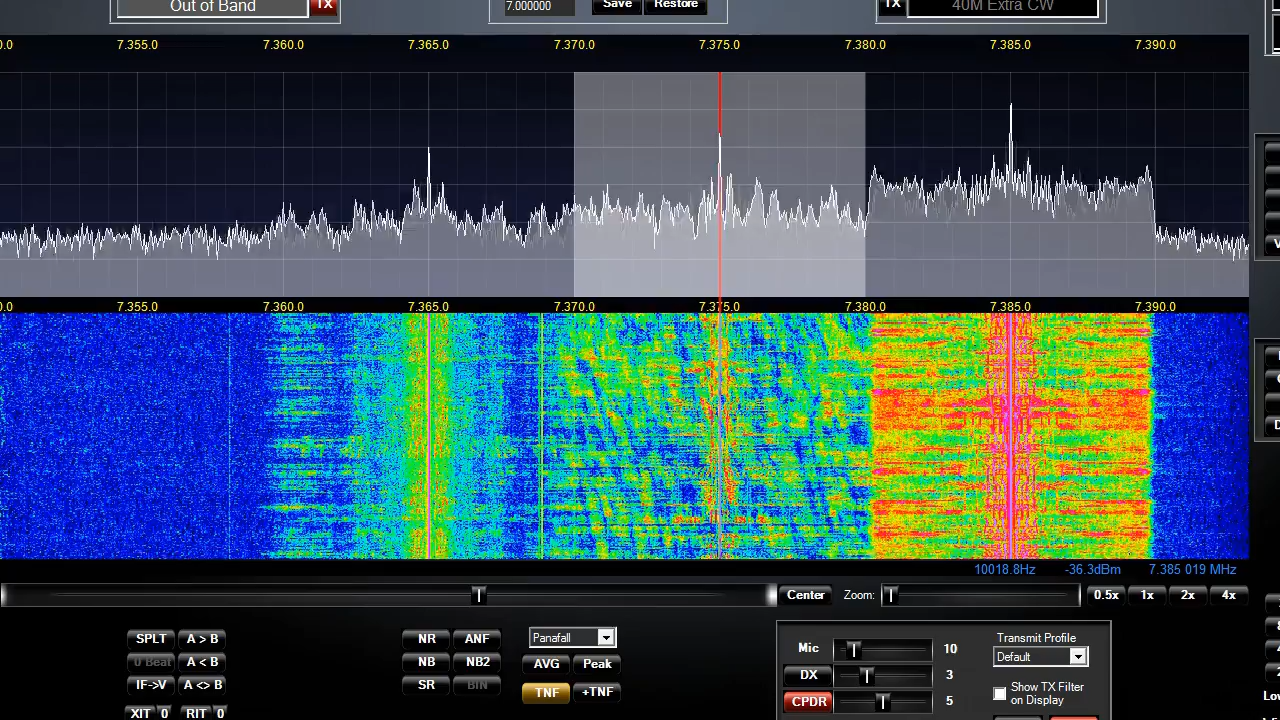 Out of Band TX 7.000000 Save Restore TX 40M Extra CW
0.0 7.355.0 7.360.0 7.365.0 7.370.0 7.375.0 7.380.0 7.385.0 7.390.0
0.0 7.355.0 7.360.0 7.365.0 7.370.0 7.375.0 7.380.0 7.385.0 7.390.0
10018.8Hz -36.3dBm 7.385 019 MHz
Center Zoom: 0.5x 1x 2x 4x
SPLT A > B NR ANF Panafall
0 Beat A < B NB NB2 AVG Peak
IF->V A <> B SR BIN TNF +TNF
XIT 0 RIT 0
Mic 10 Transmit Profile
Default
DX 3
CPDR 5 Show TX Filter
on Display